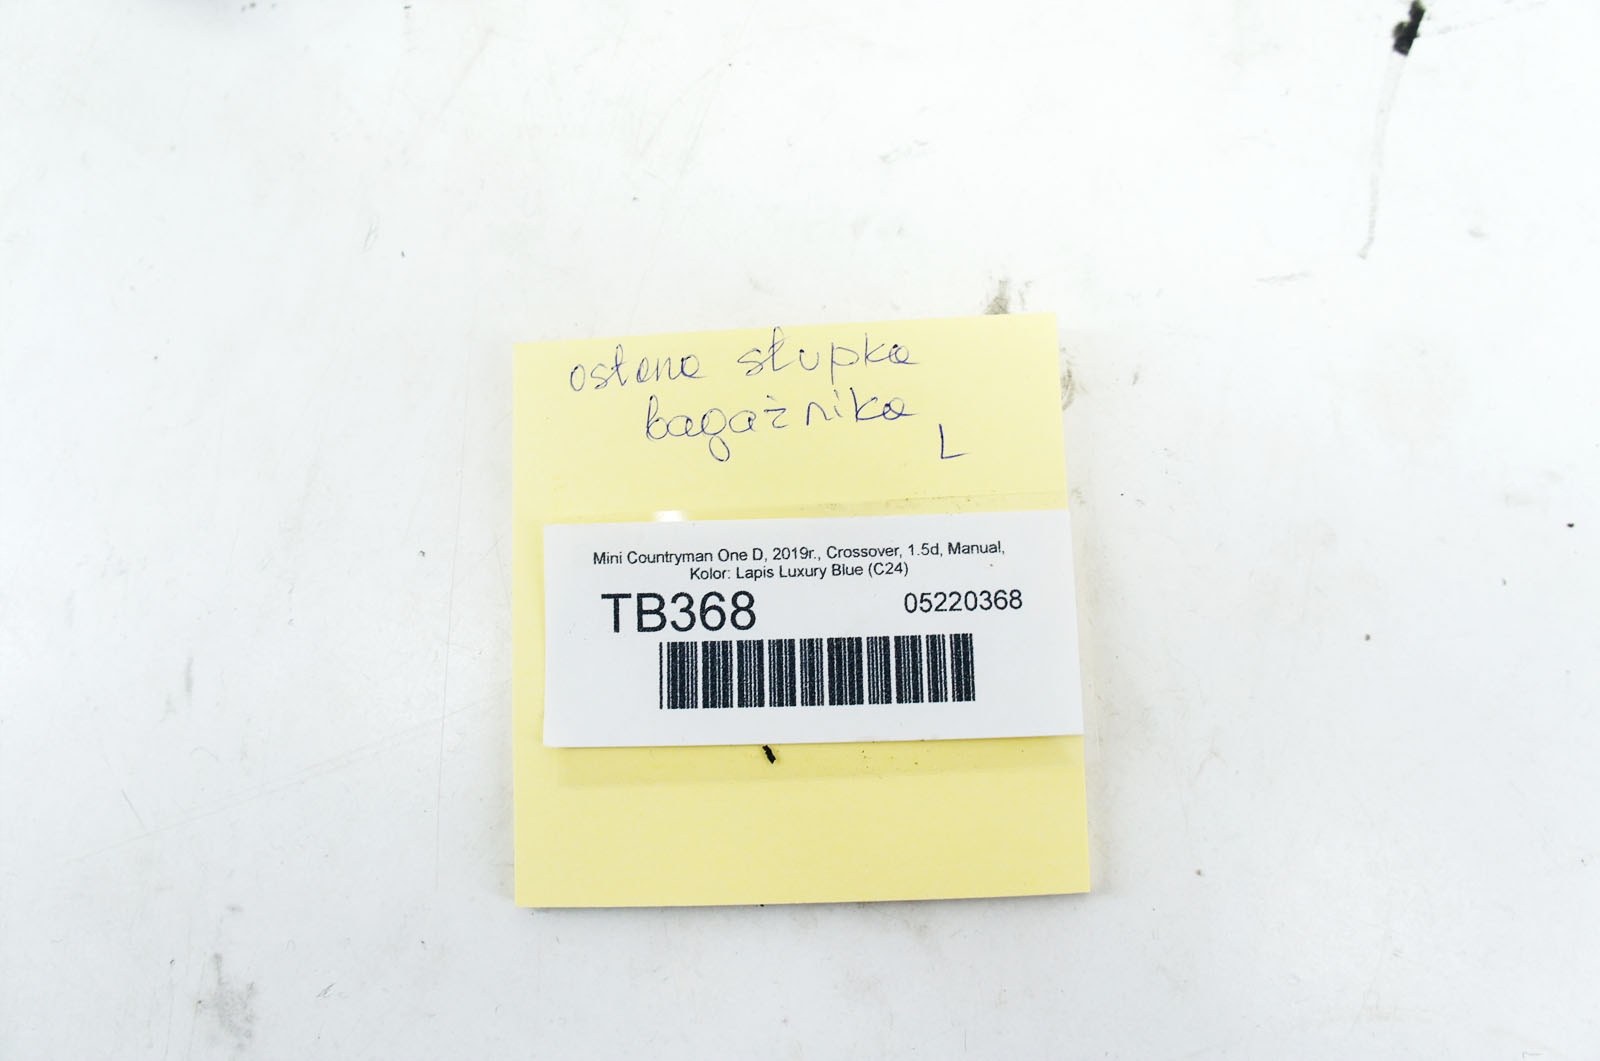 osłona słupka
bagażnika
L
Mini Countryman One D, 2019r., Crossover, 1.5d, Manual,
Kolor: Lapis Luxury Blue (C24)
TB368 05220368